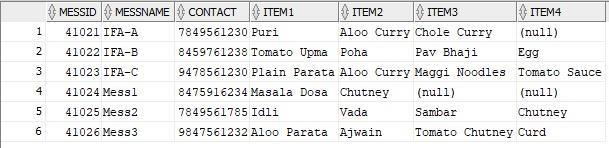 MESSID MESSNAME CONTACT ITEM1 ITEM2 ITEM3 ITEM4
1 41021 IFA-A 7849561230 Puri Aloo Curry Chole Curry (null)
2 41022 IFA-B 8459761238 Tomato Upma Poha Pav Bhaji Egg
3 41023 IFA-C 9478561230 Plain Parata Aloo Curry Maggi Noodles Tomato Sauce
4 41024 Mess1 8475916234 Masala Dosa Chutney (null) (null)
5 41025 Mess2 7849561785 Idli Vada Sambar Chutney
6 41026 Mess3 9847561232 Aloo Parata Ajwain Tomato Chutney Curd